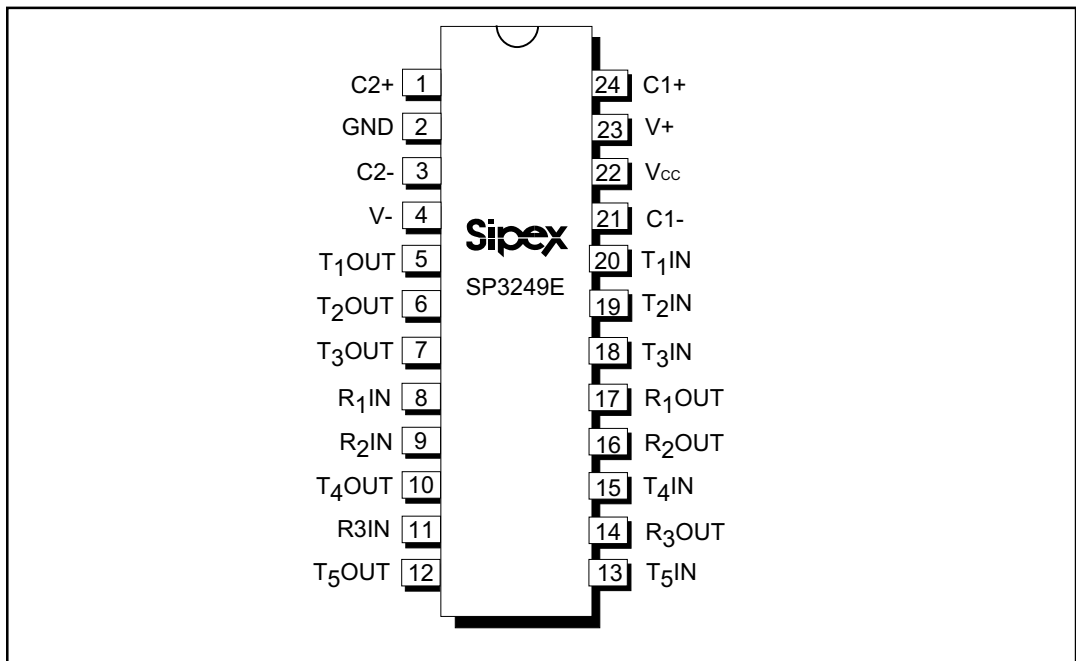 C2+ 1 24 C1+
GND 2 23 V+
C2- 3 22 Vcc
V- 4 21 C1-
Sipex
T1OUT 5 20 T1IN
SP3249E
T2OUT 6 19 T2IN
T3OUT 7 18 T3IN
R1IN 8 17 R1OUT
R2IN 9 16 R2OUT
T4OUT 10 15 T4IN
R3IN 11 14 R3OUT
T5OUT 12 13 T5IN